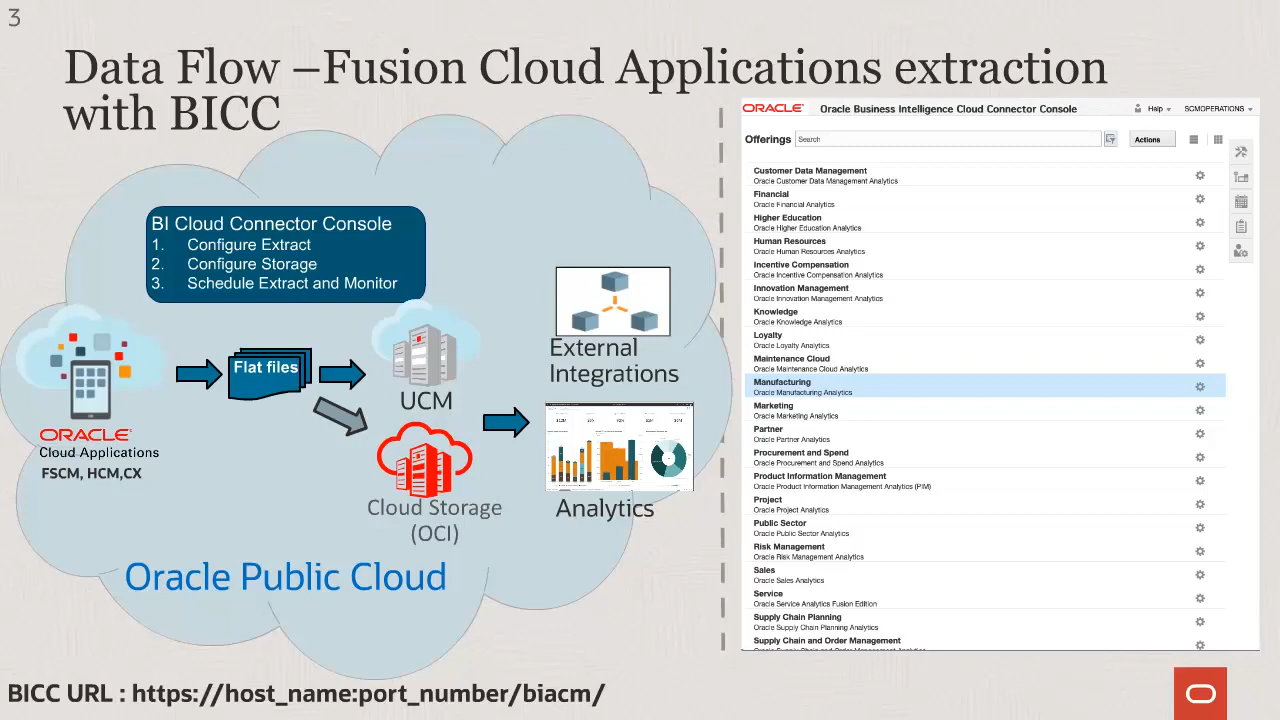 3
Data Flow –Fusion Cloud Applications extraction
with BICC
BI Cloud Connector Console
1. Configure Extract
2. Configure Storage
3. Schedule Extract and Monitor
Flat files
ORACLE
Cloud Applications
FSCM, HCM,CX
UCM
Cloud Storage
(OCI)
External
Integrations
Analytics
Oracle Public Cloud
BICC URL : https://host_name:port_number/biacm/
ORACLE Oracle Business Intelligence Cloud Connector Console Help SCMOPERATIONS
Offerings Search Actions
Customer Data Management
Oracle Customer Data Management Analytics
Financial
Oracle Financial Analytics
Higher Education
Oracle Higher Education Analytics
Human Resources
Oracle Human Resources Analytics
Incentive Compensation
Oracle Incentive Compensation Analytics
Innovation Management
Oracle Innovation Management Analytics
Knowledge
Oracle Knowledge Analytics
Loyalty
Oracle Loyalty Analytics
Maintenance Cloud
Oracle Maintenance Cloud Analytics
Manufacturing
Oracle Manufacturing Analytics
Marketing
Oracle Marketing Analytics
Partner
Oracle Partner Analytics
Procurement and Spend
Oracle Procurement and Spend Analytics
Product Information Management
Oracle Product Information Management Analytics (PIM)
Project
Oracle Project Analytics
Public Sector
Oracle Public Sector Analytics
Risk Management
Oracle Risk Management Analytics
Sales
Oracle Sales Analytics
Service
Oracle Service Analytics Fusion Edition
Supply Chain Planning
Oracle Supply Chain Planning Analytics
Supply Chain and Order Management
Oracle Supply Chain and Order Management Analytics